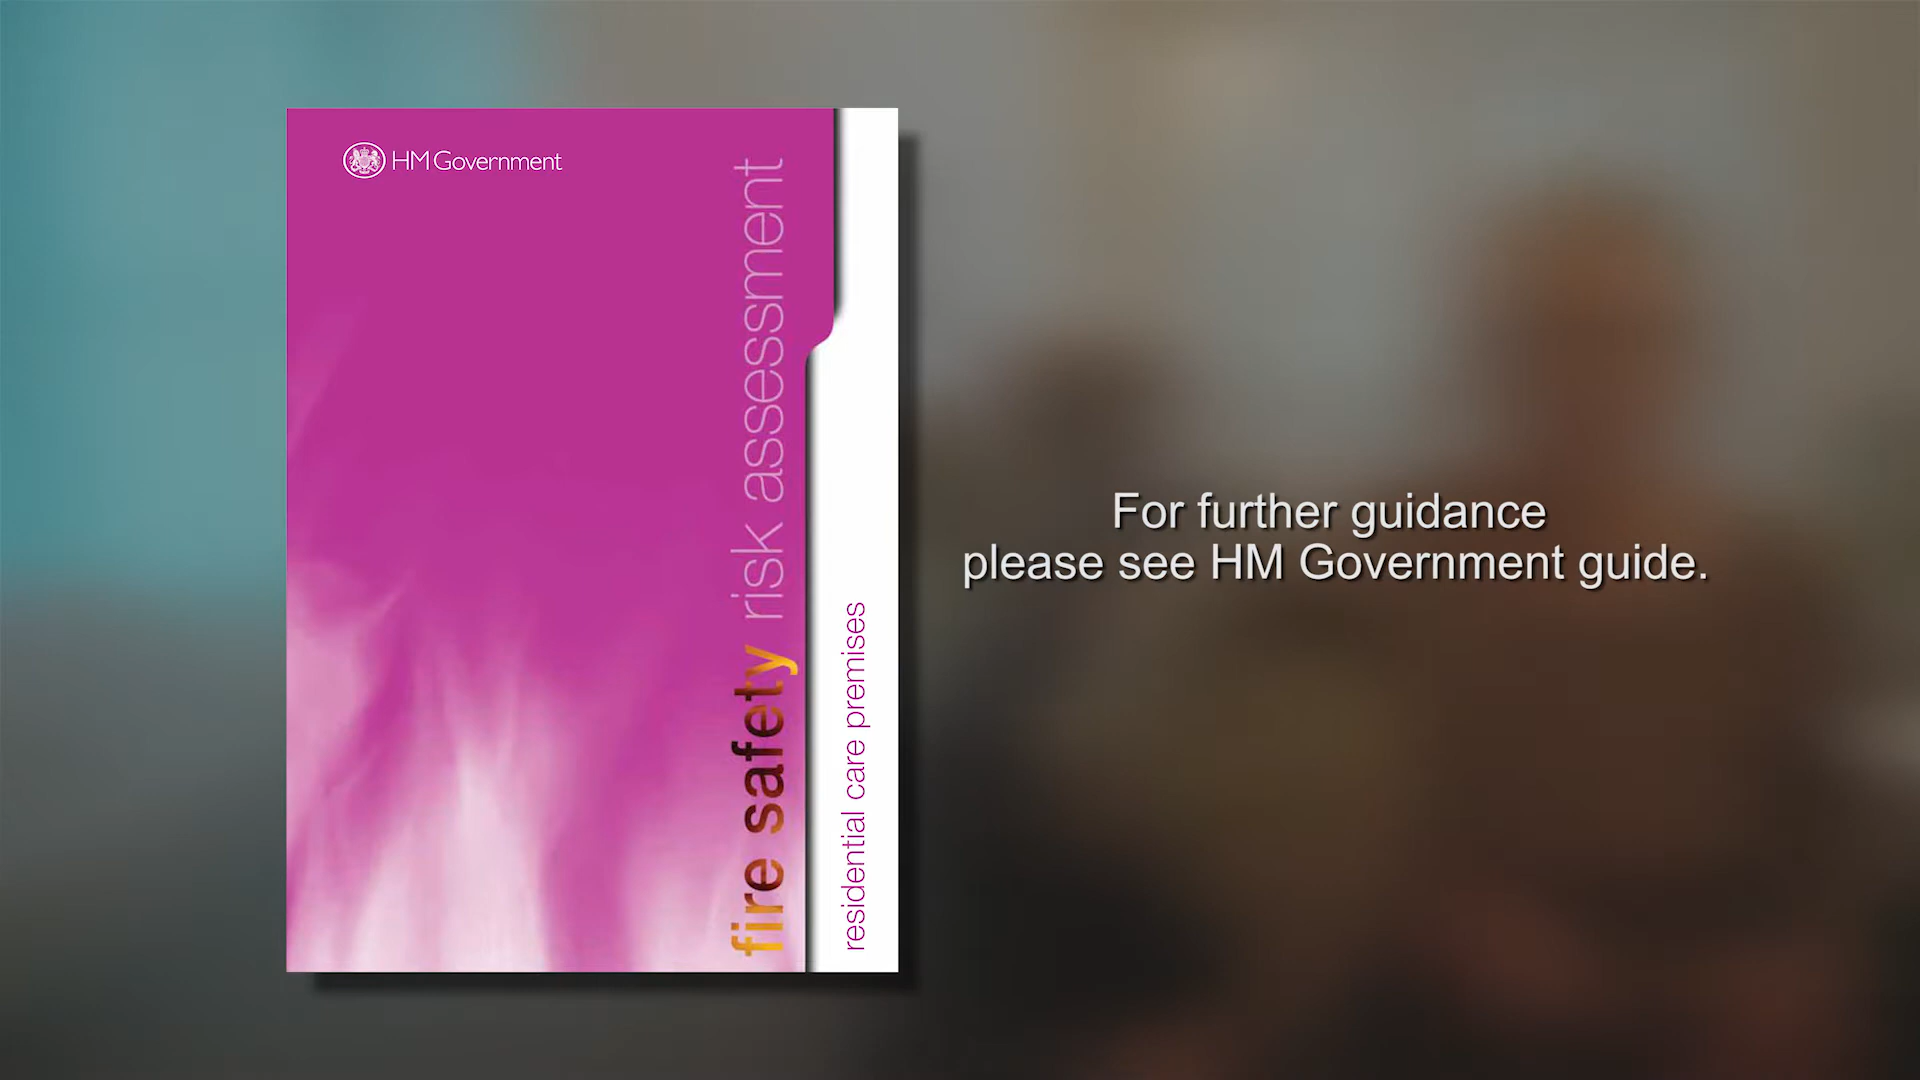 HM Government
fire safety risk assessment
residential care premises
For further guidance
please see HM Government guide.